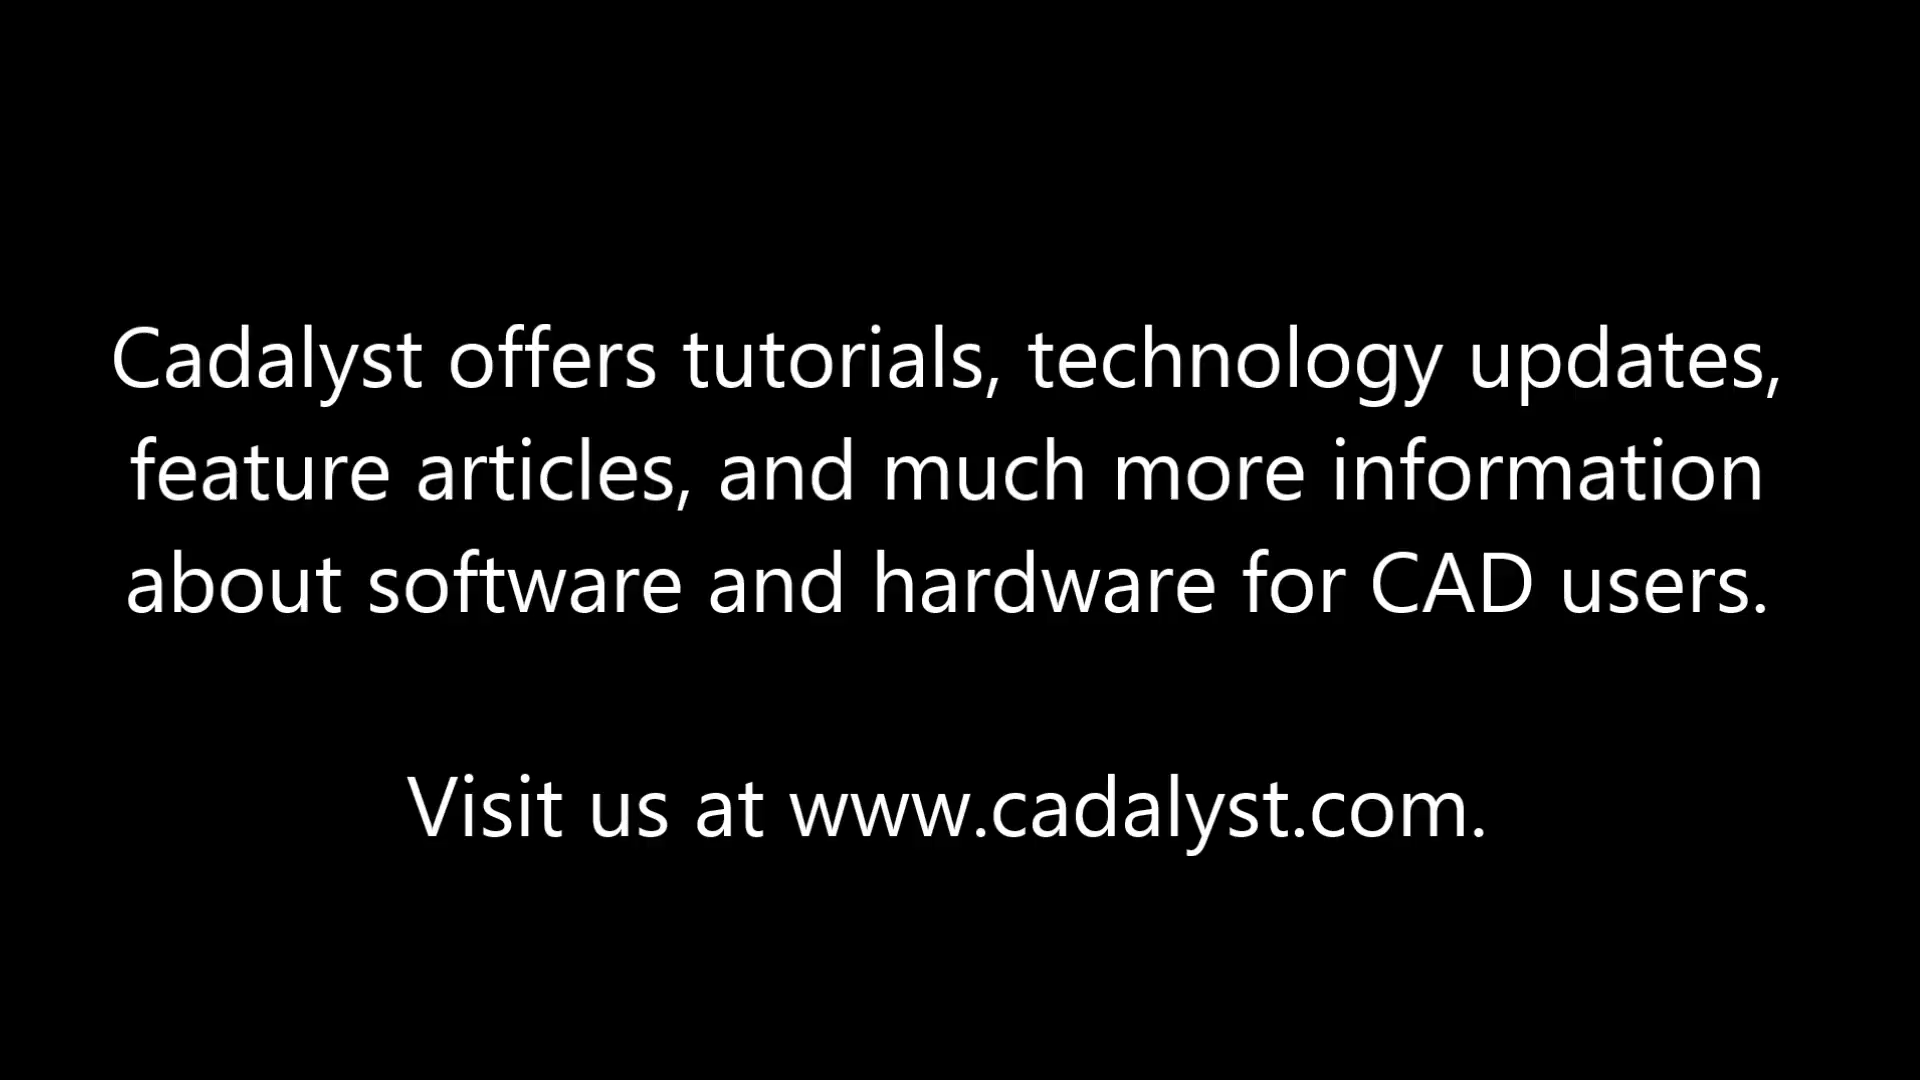 Cadalyst offers tutorials, technology updates,
feature articles, and much more information
about software and hardware for CAD users.
Visit us at www.cadalyst.com.